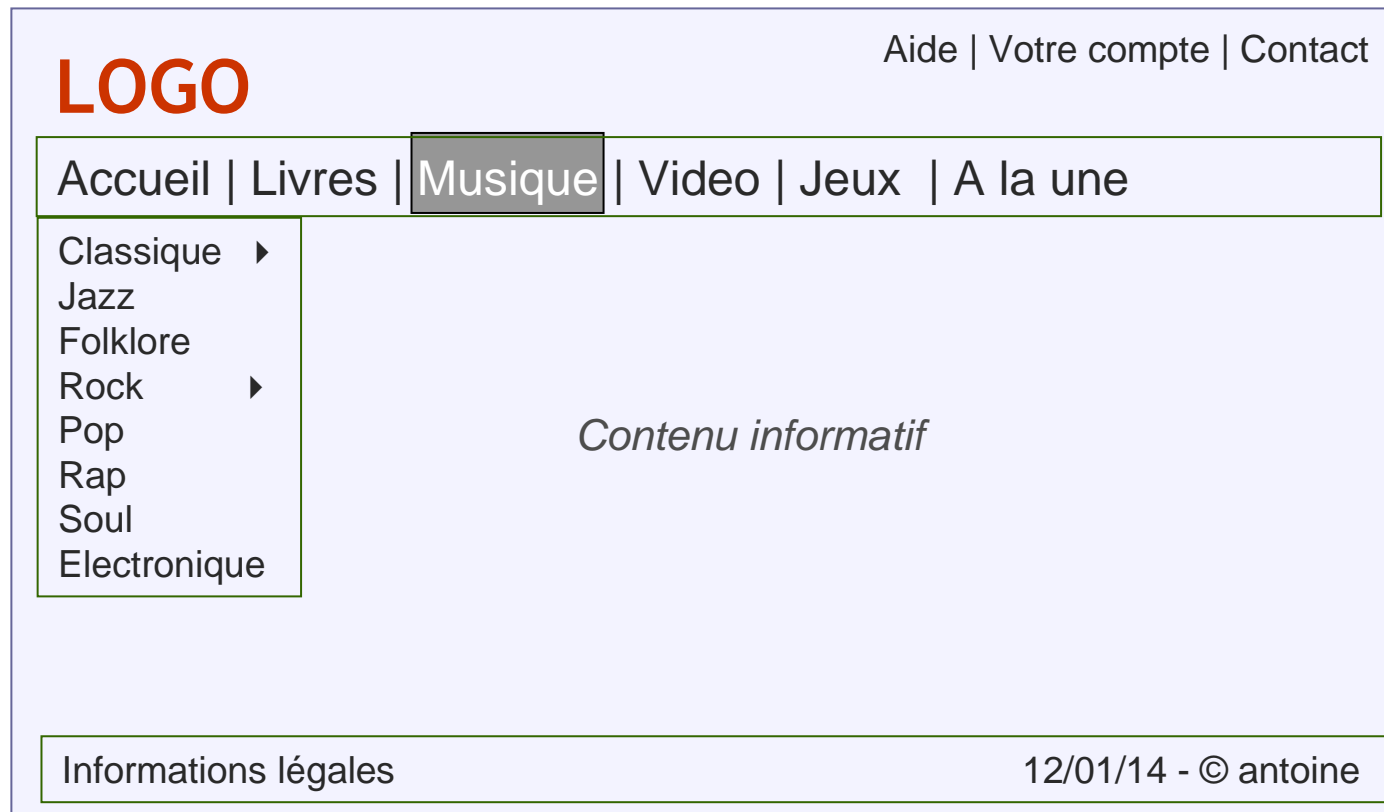 Aide | Votre compte | Contact
LOGO
Accueil | Livres | Musique | Video | Jeux | A la une
Classique
Jazz
Folklore
Rock
Pop
Rap
Soul
Electronique
Contenu informatif
Informations légales 12/01/14 - © antoine